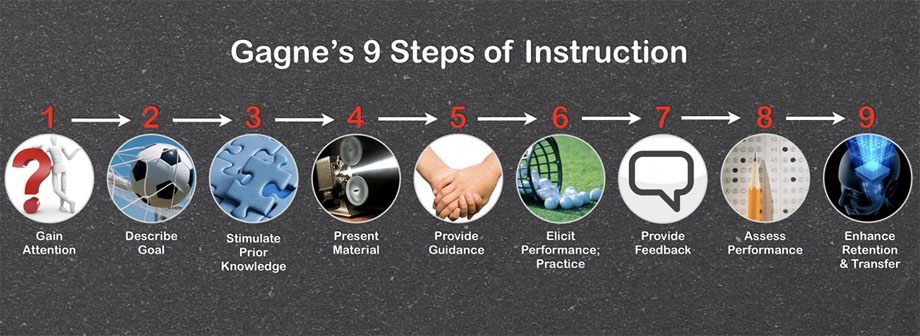 Gagne's 9 Steps of Instruction
1 2 3 4 5 6 7 8 9
Gain
Attention
Describe
Goal
Stimulate
Prior
Knowledge
Present
Material
Provide
Guidance
Elicit
Performance;
Practice
Provide
Feedback
Assess
Performance
Enhance
Retention
& Transfer